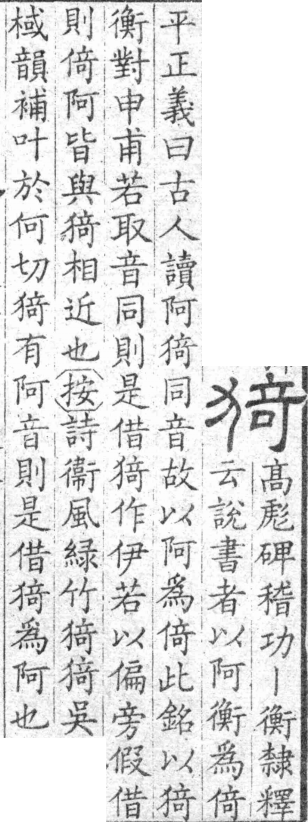 猗
高彪碑稽功丨衡隸釋
云說書者以阿衡爲倚
平正義曰古人讀阿猗同音故以阿爲倚此銘以猗
衡對申甫若取音同則是借猗作伊若以偏旁假借
則倚阿皆與猗相近也按詩衞風綠竹猗猗吳
棫韻補叶於何切猗有阿音則是借猗爲阿也